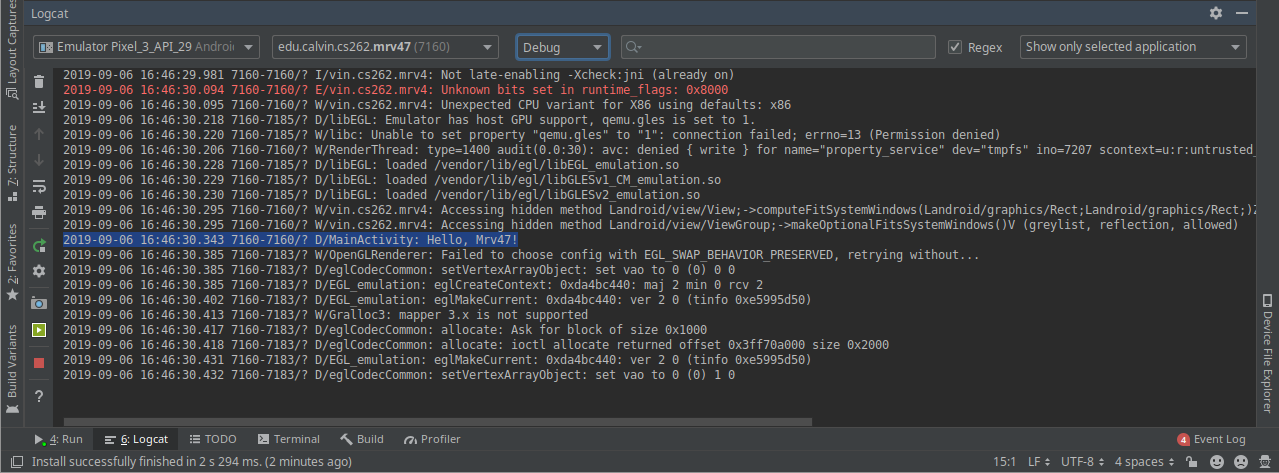 Logcat
Layout Captures
7: Structure
2: Favorites
Build Variants
Emulator Pixel_3_API_29 Android
edu.calvin.cs262.mrv47 (7160)
Debug
Regex
Show only selected application
2019-09-06 16:46:29.981 7160-7160/? I/vin.cs262.mrv4: Not late-enabling -Xcheck:jni (already on)
2019-09-06 16:46:30.094 7160-7160/? E/vin.cs262.mrv4: Unknown bits set in runtime_flags: 0x8000
2019-09-06 16:46:30.095 7160-7160/? W/vin.cs262.mrv4: Unexpected CPU variant for X86 using defaults: x86
2019-09-06 16:46:30.218 7160-7185/? D/libEGL: Emulator has host GPU support, qemu.gles is set to 1.
2019-09-06 16:46:30.220 7160-7185/? W/libc: Unable to set property "qemu.gles" to "1": connection failed; errno=13 (Permission denied)
2019-09-06 16:46:30.206 7160-7160/? W/RenderThread: type=1400 audit(0.0:30): avc: denied { write } for name="property_service" dev="tmpfs" ino=7207 scontext=u:r:untrusted_
2019-09-06 16:46:30.228 7160-7185/? D/libEGL: loaded /vendor/lib/egl/libEGL_emulation.so
2019-09-06 16:46:30.229 7160-7185/? D/libEGL: loaded /vendor/lib/egl/libGLESv1_CM_emulation.so
2019-09-06 16:46:30.230 7160-7185/? D/libEGL: loaded /vendor/lib/egl/libGLESv2_emulation.so
2019-09-06 16:46:30.295 7160-7160/? W/vin.cs262.mrv4: Accessing hidden method Landroid/view/View;->computeFitSystemWindows(Landroid/graphics/Rect;Landroid/graphics/Rect;)Z
2019-09-06 16:46:30.295 7160-7160/? W/vin.cs262.mrv4: Accessing hidden method Landroid/view/ViewGroup;->makeOptionalFitsSystemWindows()V (greylist, reflection, allowed)
2019-09-06 16:46:30.343 7160-7160/? D/MainActivity: Hello, Mrv47!
2019-09-06 16:46:30.385 7160-7183/? W/OpenGLRenderer: Failed to choose config with EGL_SWAP_BEHAVIOR_PRESERVED, retrying without...
2019-09-06 16:46:30.385 7160-7183/? D/eglCodecCommon: setVertexArrayObject: set vao to 0 (0) 0 0
2019-09-06 16:46:30.385 7160-7183/? D/EGL_emulation: eglCreateContext: 0xda4bc440: maj 2 min 0 rcv 2
2019-09-06 16:46:30.402 7160-7183/? D/EGL_emulation: eglMakeCurrent: 0xda4bc440: ver 2 0 (tinfo 0xe5995d50)
2019-09-06 16:46:30.413 7160-7183/? W/Gralloc3: mapper 3.x is not supported
2019-09-06 16:46:30.417 7160-7183/? D/eglCodecCommon: allocate: Ask for block of size 0x1000
2019-09-06 16:46:30.418 7160-7183/? D/eglCodecCommon: allocate: ioctl allocate returned offset 0x3ff70a000 size 0x2000
2019-09-06 16:46:30.431 7160-7183/? D/EGL_emulation: eglMakeCurrent: 0xda4bc440: ver 2 0 (tinfo 0xe5995d50)
2019-09-06 16:46:30.432 7160-7183/? D/eglCodecCommon: setVertexArrayObject: set vao to 0 (0) 1 0
Device File Explorer
4: Run
6: Logcat
TODO
Terminal
Build
Profiler
4 Event Log
Install successfully finished in 2 s 294 ms. (2 minutes ago)
15:1
LF
UTF-8
4 spaces